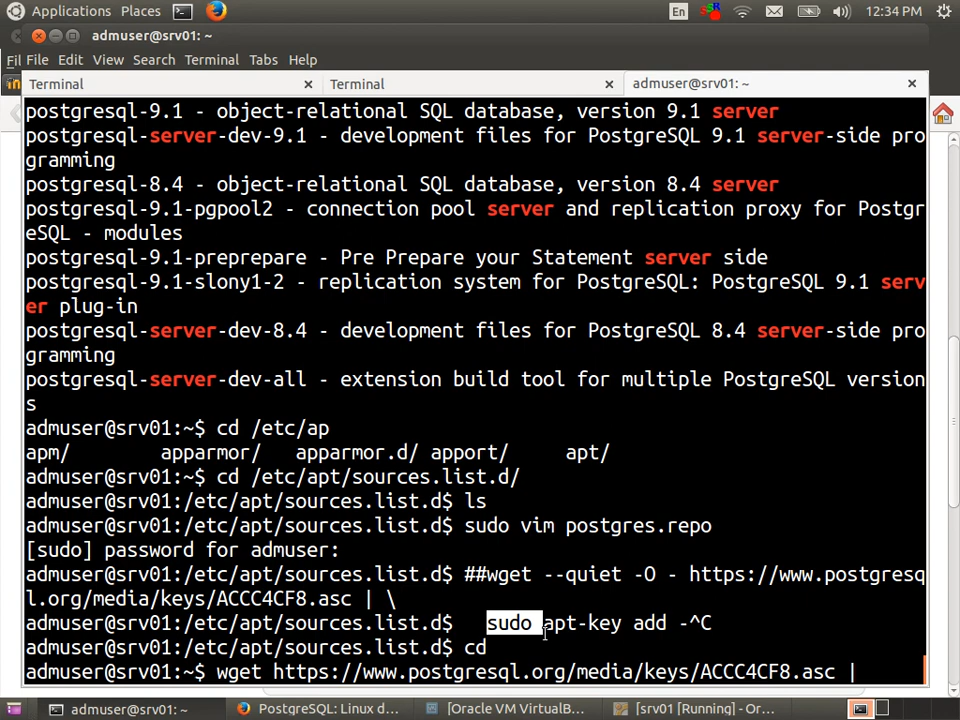 Applications Places En 12:34 PM
admuser@srv01: ~
Fil File Edit View Search Terminal Tabs Help
Terminal Terminal admuser@srv01: ~
postgresql-9.1 - object-relational SQL database, version 9.1 server
postgresql-server-dev-9.1 - development files for PostgreSQL 9.1 server-side pro
gramming
postgresql-8.4 - object-relational SQL database, version 8.4 server
postgresql-9.1-pgpool2 - connection pool server and replication proxy for Postgr
eSQL - modules
postgresql-9.1-preprepare - Pre Prepare your Statement server side
postgresql-9.1-slony1-2 - replication system for PostgreSQL: PostgreSQL 9.1 serv
er plug-in
postgresql-server-dev-8.4 - development files for PostgreSQL 8.4 server-side pro
gramming
postgresql-server-dev-all - extension build tool for multiple PostgreSQL version
s
admuser@srv01:~$ cd /etc/ap
apm/ apparmor/ apparmor.d/ apport/ apt/
admuser@srv01:~$ cd /etc/apt/sources.list.d/
admuser@srv01:/etc/apt/sources.list.d$ ls
admuser@srv01:/etc/apt/sources.list.d$ sudo vim postgres.repo
[sudo] password for admuser:
admuser@srv01:/etc/apt/sources.list.d$ ##wget --quiet -O - https://www.postgresq
l.org/media/keys/ACCC4CF8.asc | \
admuser@srv01:/etc/apt/sources.list.d$ sudo apt-key add -^C
admuser@srv01:/etc/apt/sources.list.d$ cd
admuser@srv01:~$ wget https://www.postgresql.org/media/keys/ACCC4CF8.asc |
admuser@srv01: ~ PostgreSQL: Linux d... [Oracle VM VirtualB... [srv01 [Running] - Or...